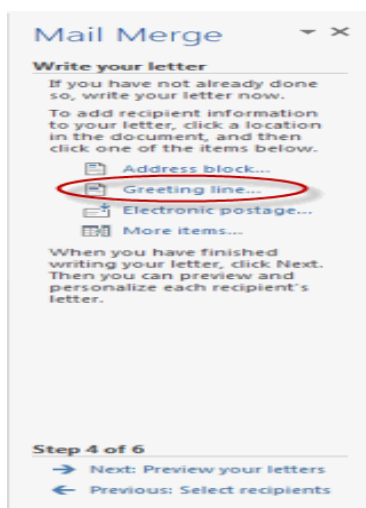 Mail Merge
Write your letter
If you have not already done
so, write your letter now.
To add recipient information
to your letter, click a location
in the document, and then
click one of the items below.
Address block...
Greeting line...
Electronic postage...
More items...
When you have finished
writing your letter, click Next.
Then you can preview and
personalize each recipient's
letter.
Step 4 of 6
Next: Preview your letters
Previous: Select recipients